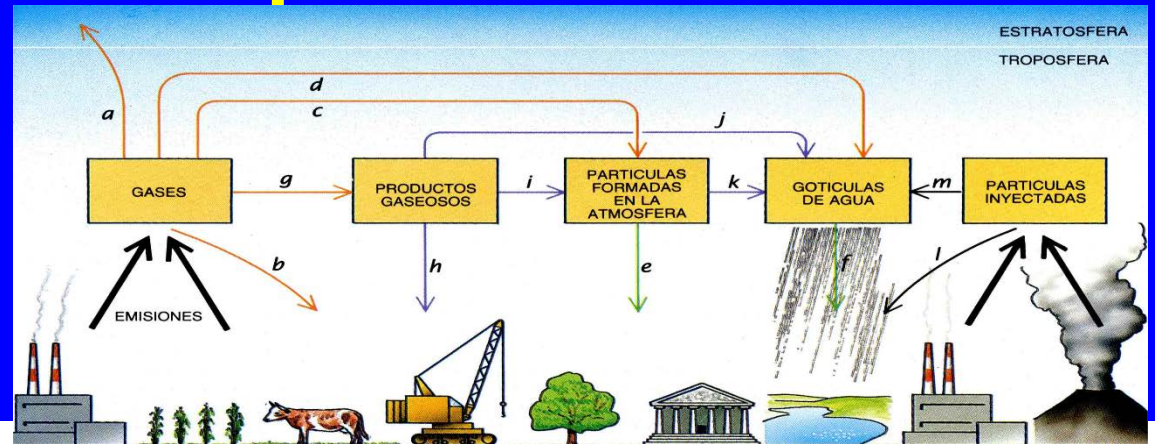 ESTRATOSFERA
TROPOSFERA
d
a
c
j
GASES
g
PRODUCTOS
GASEOSOS
i
PARTICULAS
FORMADAS
EN LA
ATMOSFERA
k
GOTICULAS
DE AGUA
m
PARTICULAS
INYECTADAS
b
h
e
f
l
EMISIONES